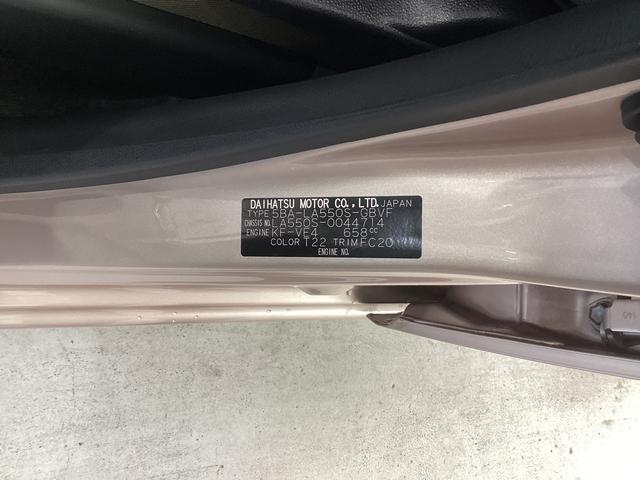 DAIHATSU MOTOR CO., LTD. JAPAN
TYPE 5BA-LA550S-GBVF
CHASSIS NO. LA550S-0044714
ENGINE KF-VE4 658cc
COLOR T22 TRIM FC20
ENGINE NO.